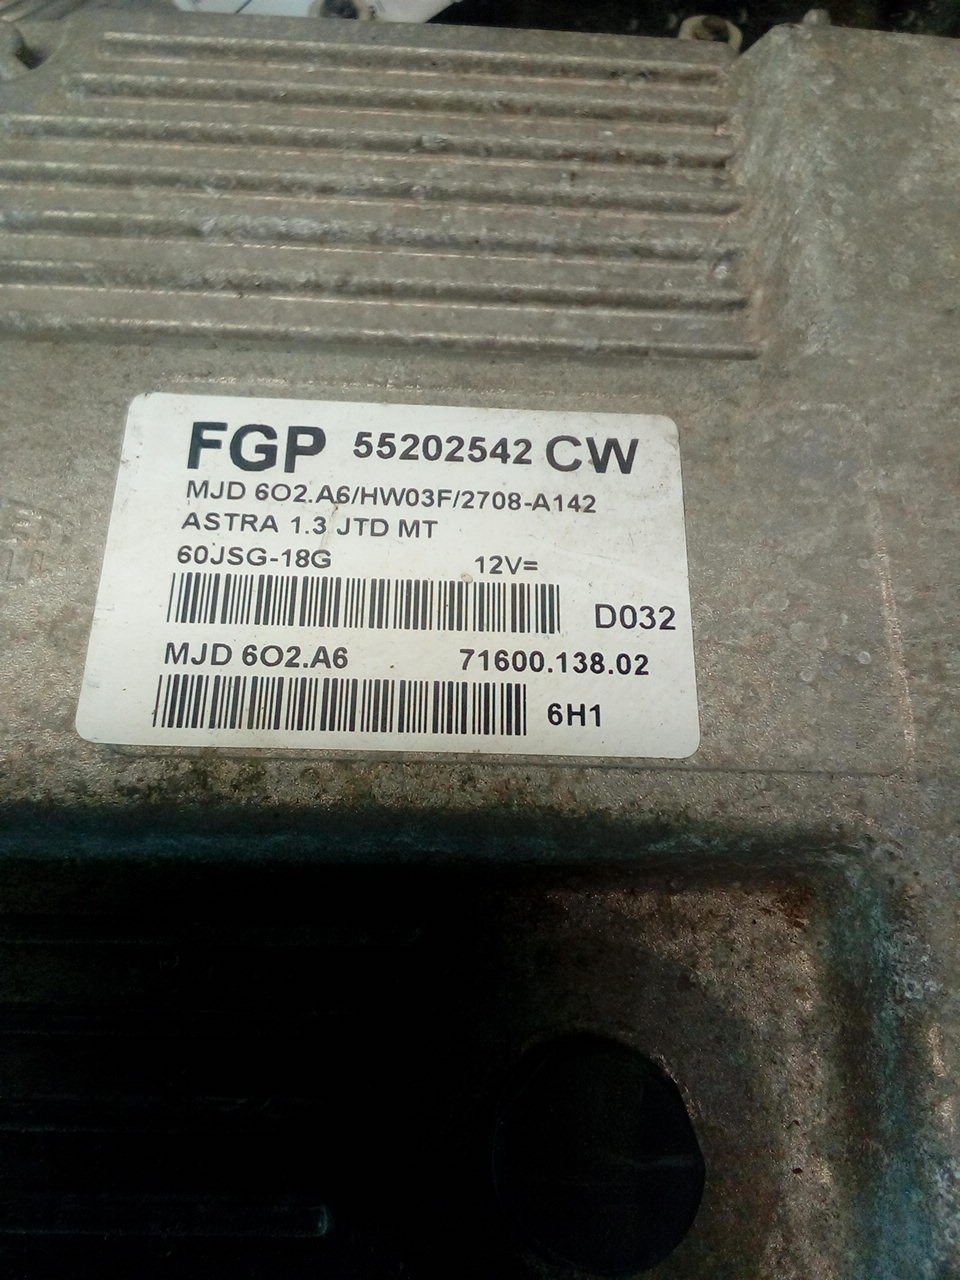 FGP 55202542 CW
MJD 6O2.A6/HW03F/2708-A142
ASTRA 1.3 JTD MT
60JSG-18G 12V=
D032
MJD 6O2.A6 71600.138.02
6H1